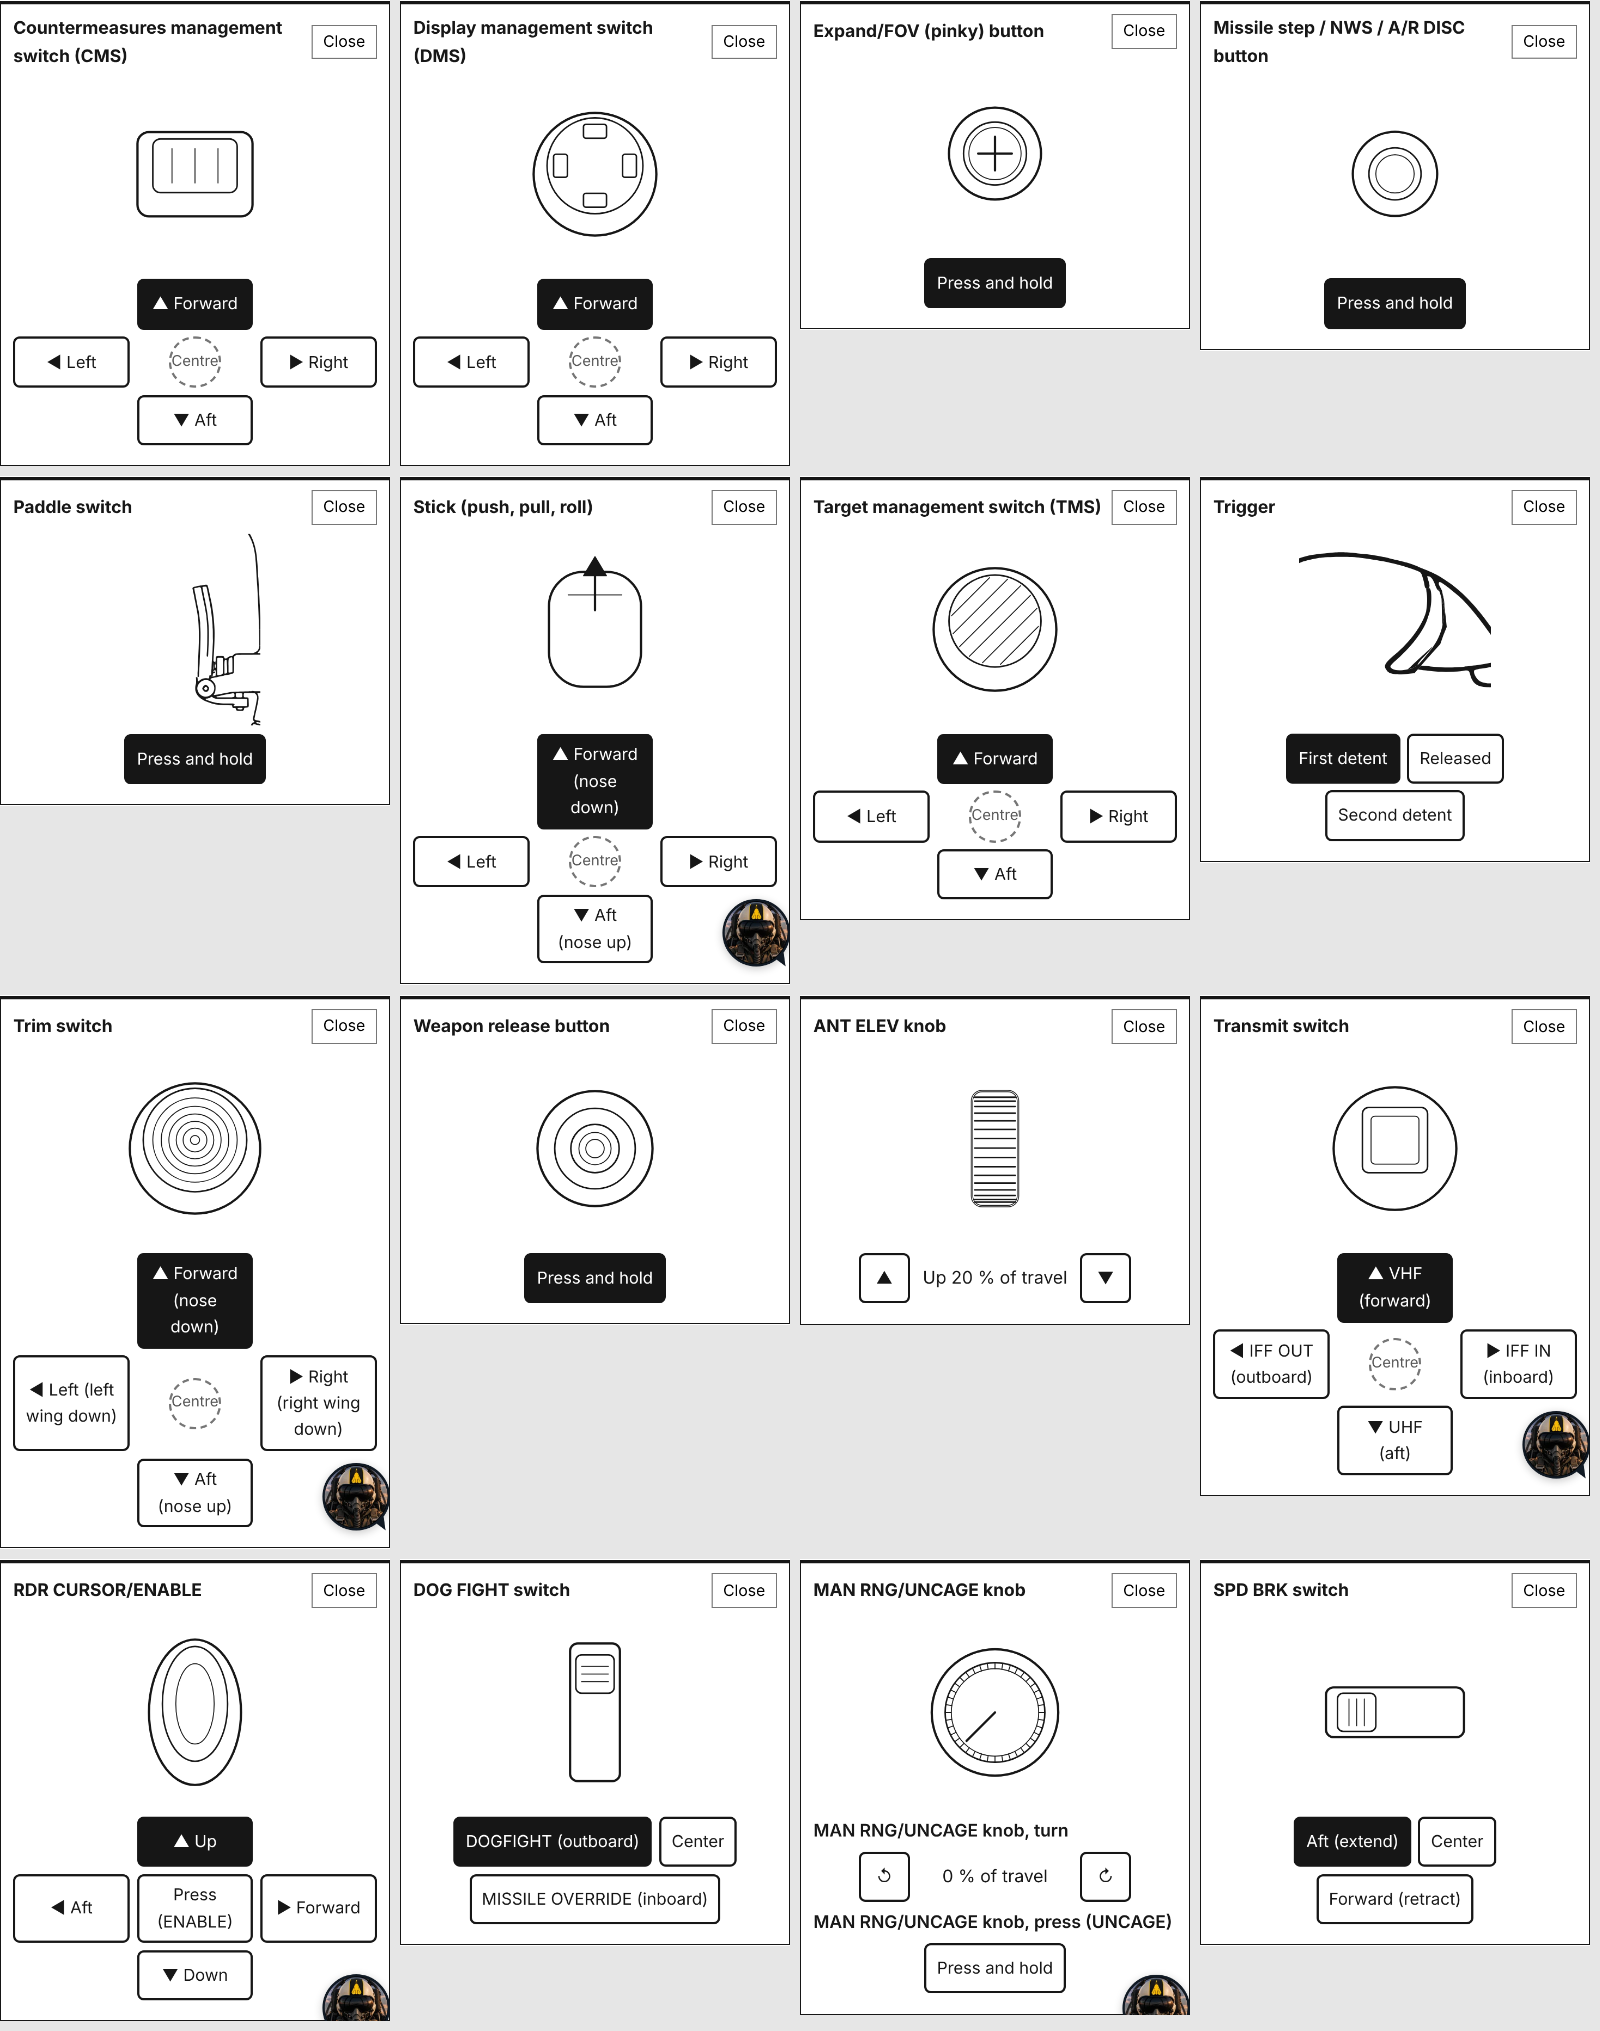 Countermeasures management
switch (CMS)
Close
▲ Forward
◀ Left
Centre
▶ Right
▼ Aft
Display management switch
(DMS)
Close
▲ Forward
◀ Left
Centre
▶ Right
▼ Aft
Expand/FOV (pinky) button
Close
Press and hold
Missile step / NWS / A/R DISC
button
Close
Press and hold
Paddle switch
Close
Press and hold
Stick (push, pull, roll)
Close
▲ Forward
(nose
down)
◀ Left
Centre
▶ Right
▼ Aft
(nose up)
Target management switch (TMS)
Close
▲ Forward
◀ Left
Centre
▶ Right
▼ Aft
Trigger
Close
First detent
Released
Second detent
Trim switch
Close
▲ Forward
(nose
down)
◀ Left (left
wing down)
Centre
▶ Right
(right wing
down)
▼ Aft
(nose up)
Weapon release button
Close
Press and hold
ANT ELEV knob
Close
▲
Up 20 % of travel
▼
Transmit switch
Close
▲ VHF
(forward)
◀ IFF OUT
(outboard)
Centre
▶ IFF IN
(inboard)
▼ UHF
(aft)
RDR CURSOR/ENABLE
Close
▲ Up
◀ Aft
Press
(ENABLE)
▶ Forward
▼ Down
DOG FIGHT switch
Close
DOGFIGHT (outboard)
Center
MISSILE OVERRIDE (inboard)
MAN RNG/UNCAGE knob
Close
MAN RNG/UNCAGE knob, turn
↺
0 % of travel
↻
MAN RNG/UNCAGE knob, press (UNCAGE)
Press and hold
SPD BRK switch
Close
Aft (extend)
Center
Forward (retract)